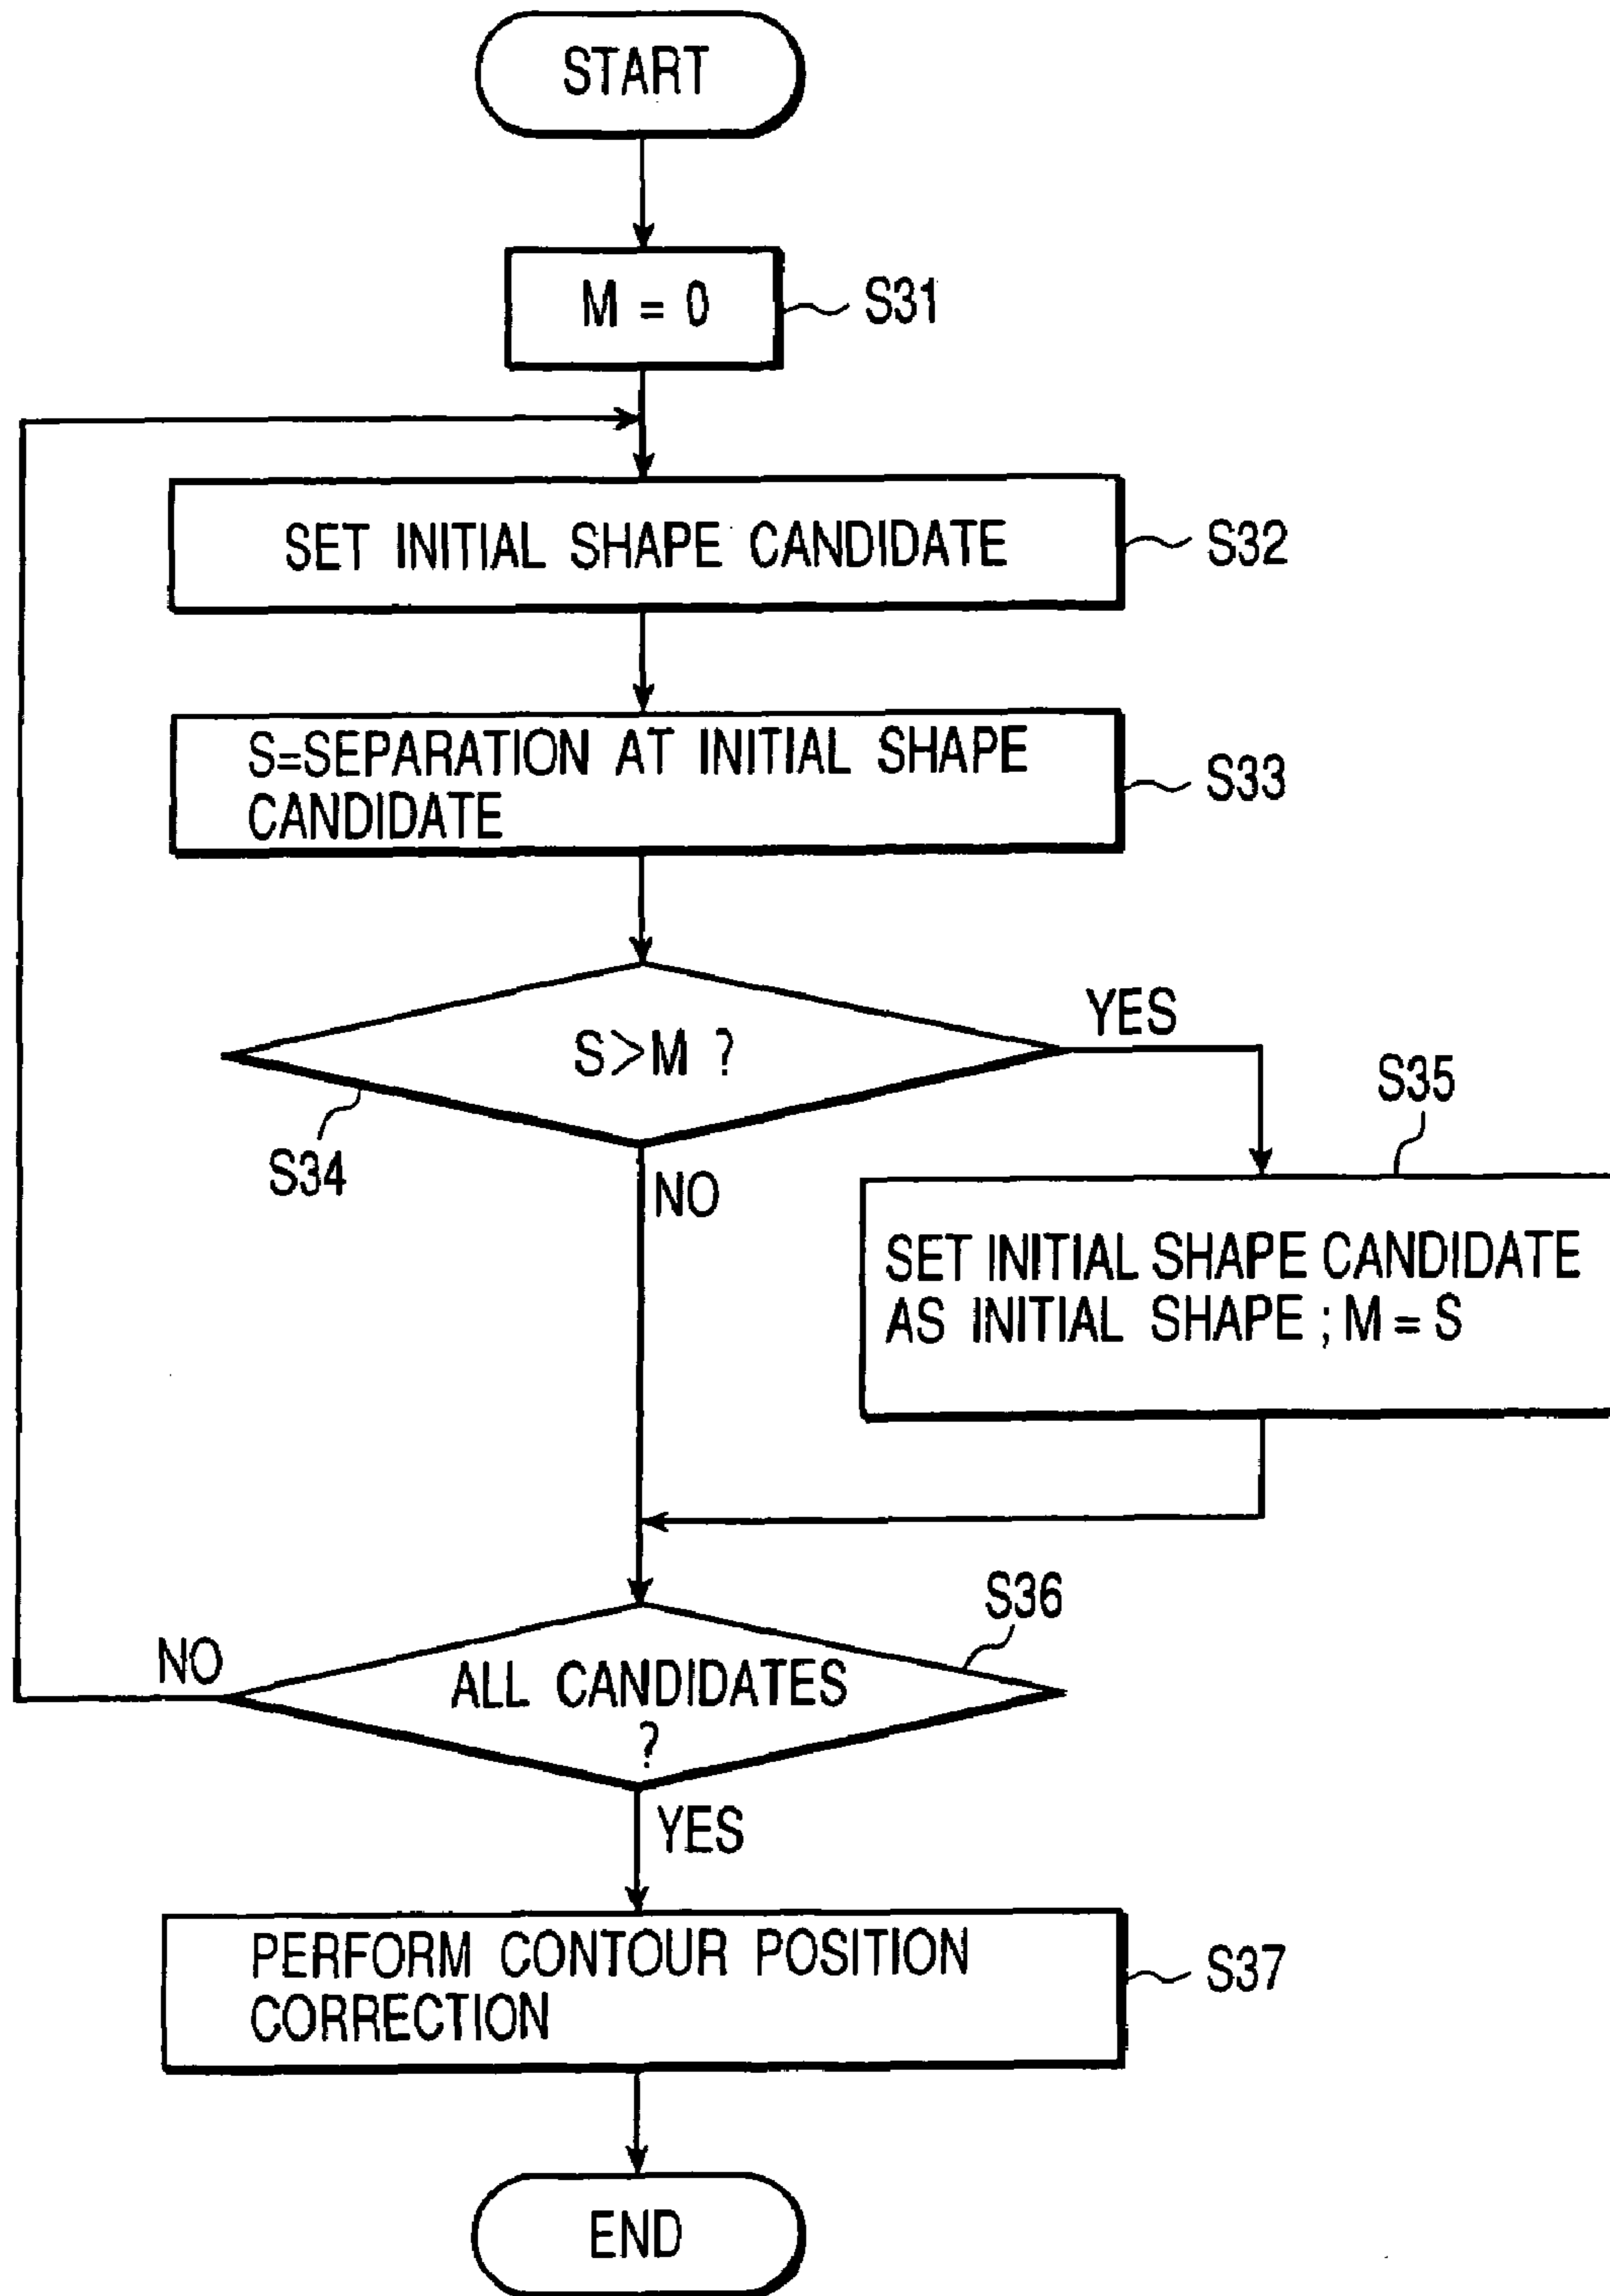 START
M = 0
S31
SET INITIAL SHAPE CANDIDATE
S32
S=SEPARATION AT INITIAL SHAPE
CANDIDATE
S33
S>M ?
YES
S34
NO
S35
SET INITIAL SHAPE CANDIDATE
AS INITIAL SHAPE ; M = S
S36
NO
ALL CANDIDATES
?
YES
PERFORM CONTOUR POSITION
CORRECTION
S37
END